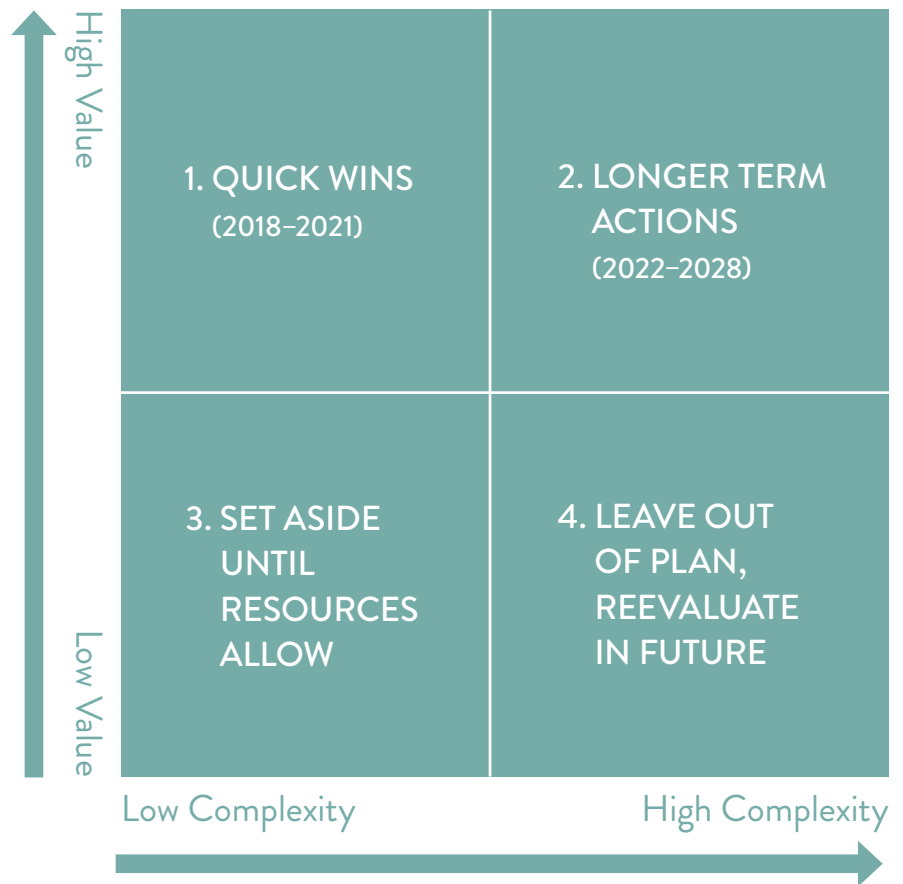 High Value
1. QUICK WINS
(2018–2021)
2. LONGER TERM
ACTIONS
(2022–2028)
Low Value
3. SET ASIDE
UNTIL
RESOURCES
ALLOW
4. LEAVE OUT
OF PLAN,
REEVALUATE
IN FUTURE
Low Complexity
High Complexity